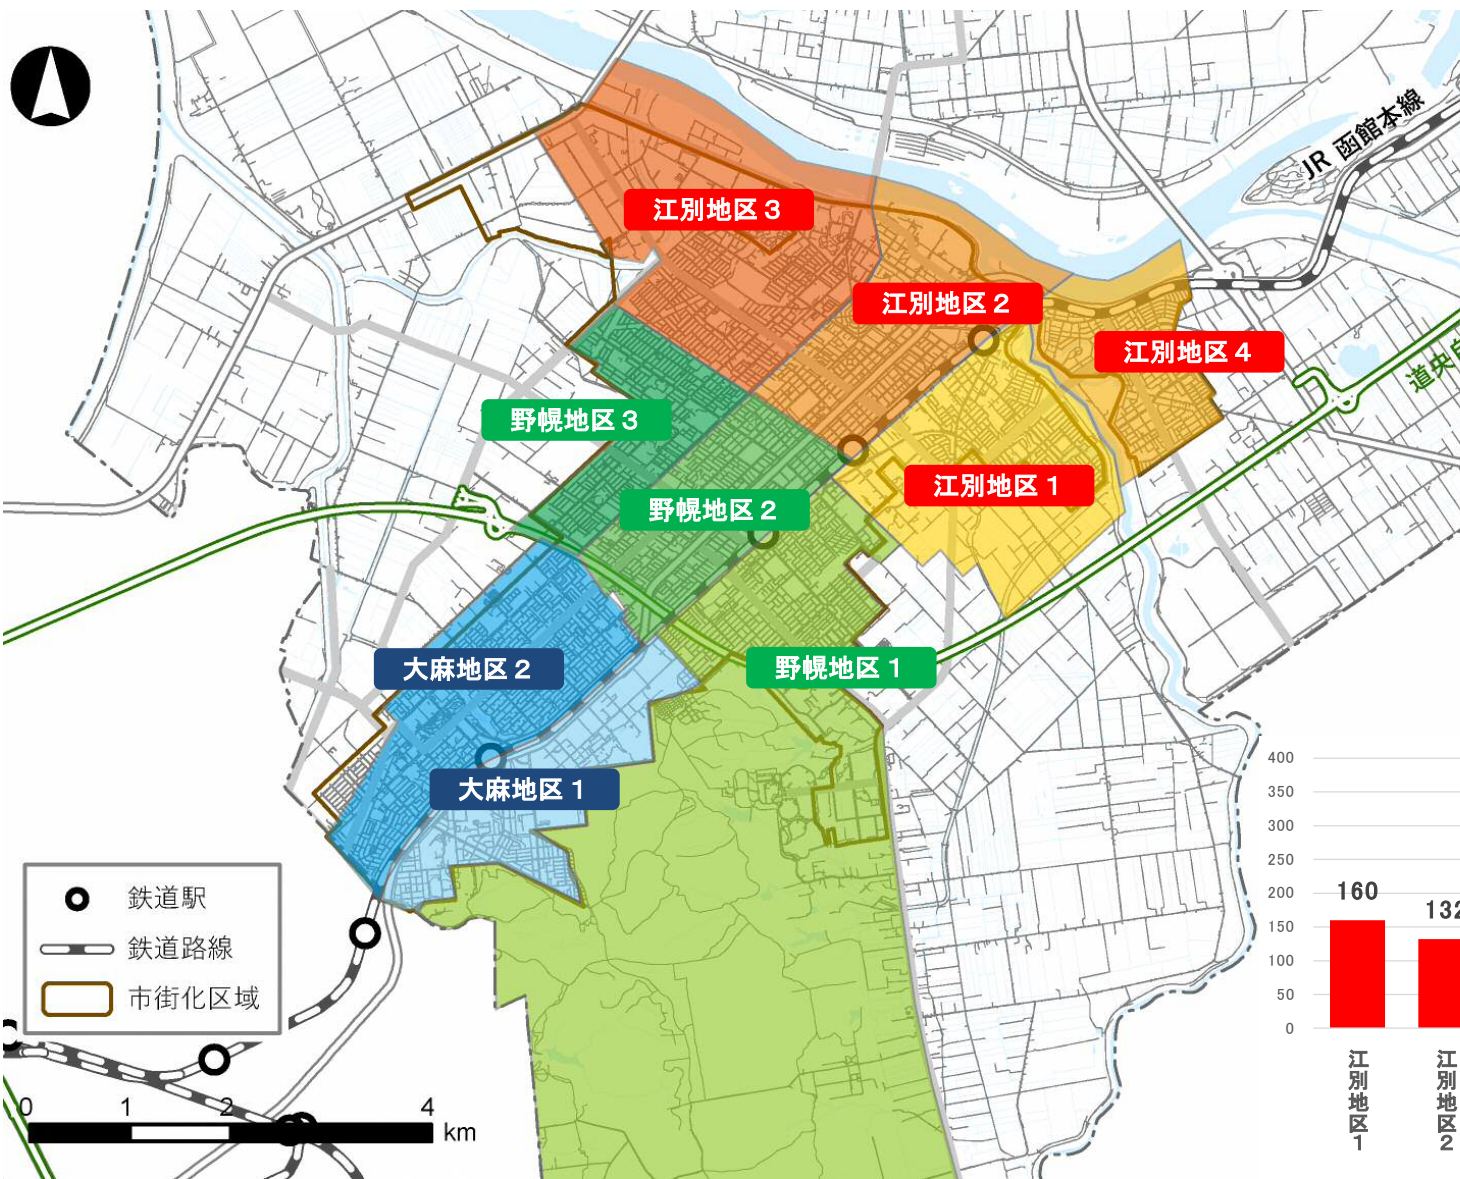 JR 函館本線
江別地区３
江別地区２
江別地区４
道央自
野幌地区３
江別地区１
野幌地区２
大麻地区２
野幌地区１
大麻地区１
鉄道駅
鉄道路線
市街化区域
0 1 2 4
km
400
350
300
250
200
150
100
50
0
160
132
江別地区1
江別地区2